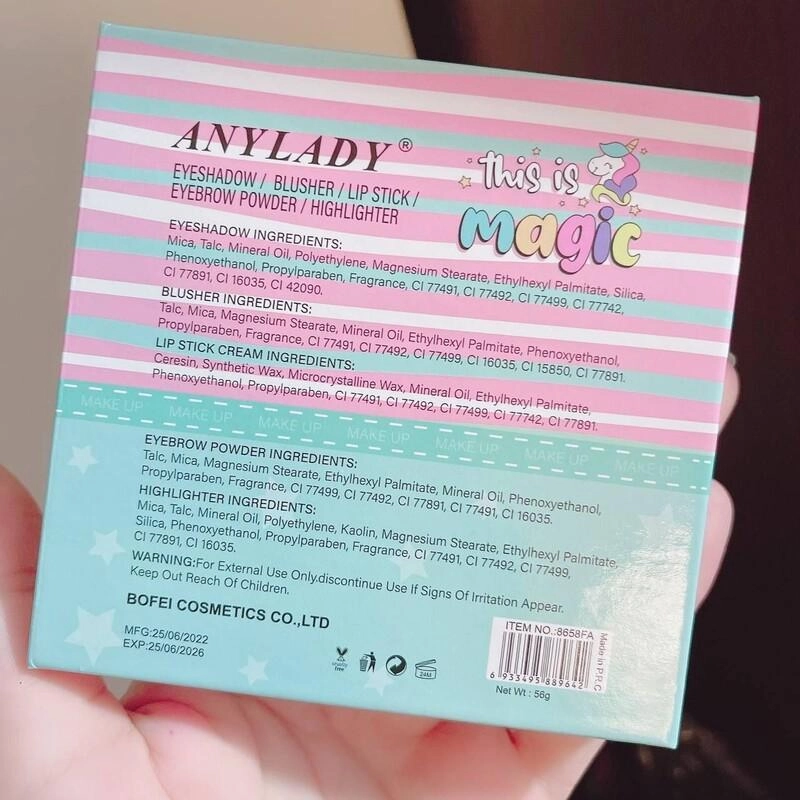 ANYLADY®
EYESHADOW / BLUSHER / LIP STICK /
EYEBROW POWDER / HIGHLIGHTER
this is
magic
EYESHADOW INGREDIENTS:
Mica, Talc, Mineral Oil, Polyethylene, Magnesium Stearate, Ethylhexyl Palmitate, Silica,
Phenoxyethanol, Propylparaben, Fragrance, CI 77491, CI 77492, CI 77499, CI 77742,
CI 77891, CI 16035, CI 42090.
BLUSHER INGREDIENTS:
Talc, Mica, Magnesium Stearate, Mineral Oil, Ethylhexyl Palmitate, Phenoxyethanol,
Propylparaben, Fragrance, CI 77491, CI 77492, CI 77499, CI 16035, CI 15850, CI 77891.
LIP STICK CREAM INGREDIENTS:
Ceresin, Synthetic Wax, Microcrystalline Wax, Mineral Oil, Ethylhexyl Palmitate,
Phenoxyethanol, Propylparaben, CI 77491, CI 77492, CI 77499, CI 77742, CI 77891.
MAKE UP MAKE UP MAKE UP MAKE UP MAKE UP MAKE UP MAKE UP
EYEBROW POWDER INGREDIENTS:
Talc, Mica, Magnesium Stearate, Ethylhexyl Palmitate, Mineral Oil, Phenoxyethanol,
Propylparaben, Fragrance, CI 77499, CI 77492, CI 77891, CI 77491, CI 16035.
HIGHLIGHTER INGREDIENTS:
Mica, Talc, Mineral Oil, Polyethylene, Kaolin, Magnesium Stearate, Ethylhexyl Palmitate,
Silica, Phenoxyethanol, Propylparaben, Fragrance, CI 77491, CI 77492, CI 77499,
CI 77891, CI 16035.
WARNING:For External Use Only.discontinue Use If Signs Of Irritation Appear.
Keep Out Reach Of Children.
BOFEI COSMETICS CO.,LTD
MFG:25/06/2022
EXP:25/06/2026
cruelty
free
24M
ITEM NO.:8658FA
6 933495 889642
Made in P.R.C
Net Wt : 56g